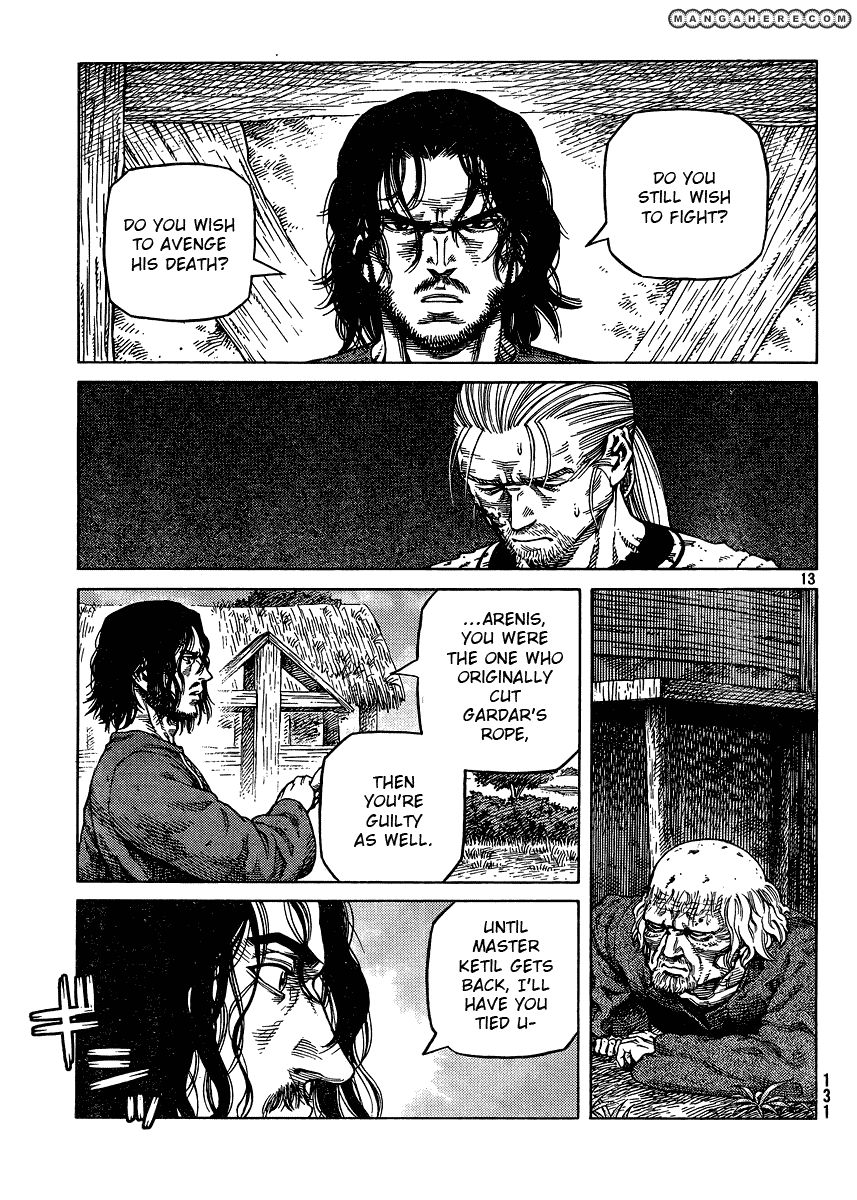 MANGAHERE.COM
DO YOU
STILL WISH
TO FIGHT?
DO YOU WISH
TO AVENGE
HIS DEATH?
13
...ARENIS,
YOU WERE
THE ONE WHO
ORIGINALLY
CUT
GARDAR'S
ROPE,
THEN
YOU'RE
GUILTY
AS WELL.
UNTIL
MASTER
KETIL GETS
BACK, I'LL
HAVE YOU
TIED U-
131